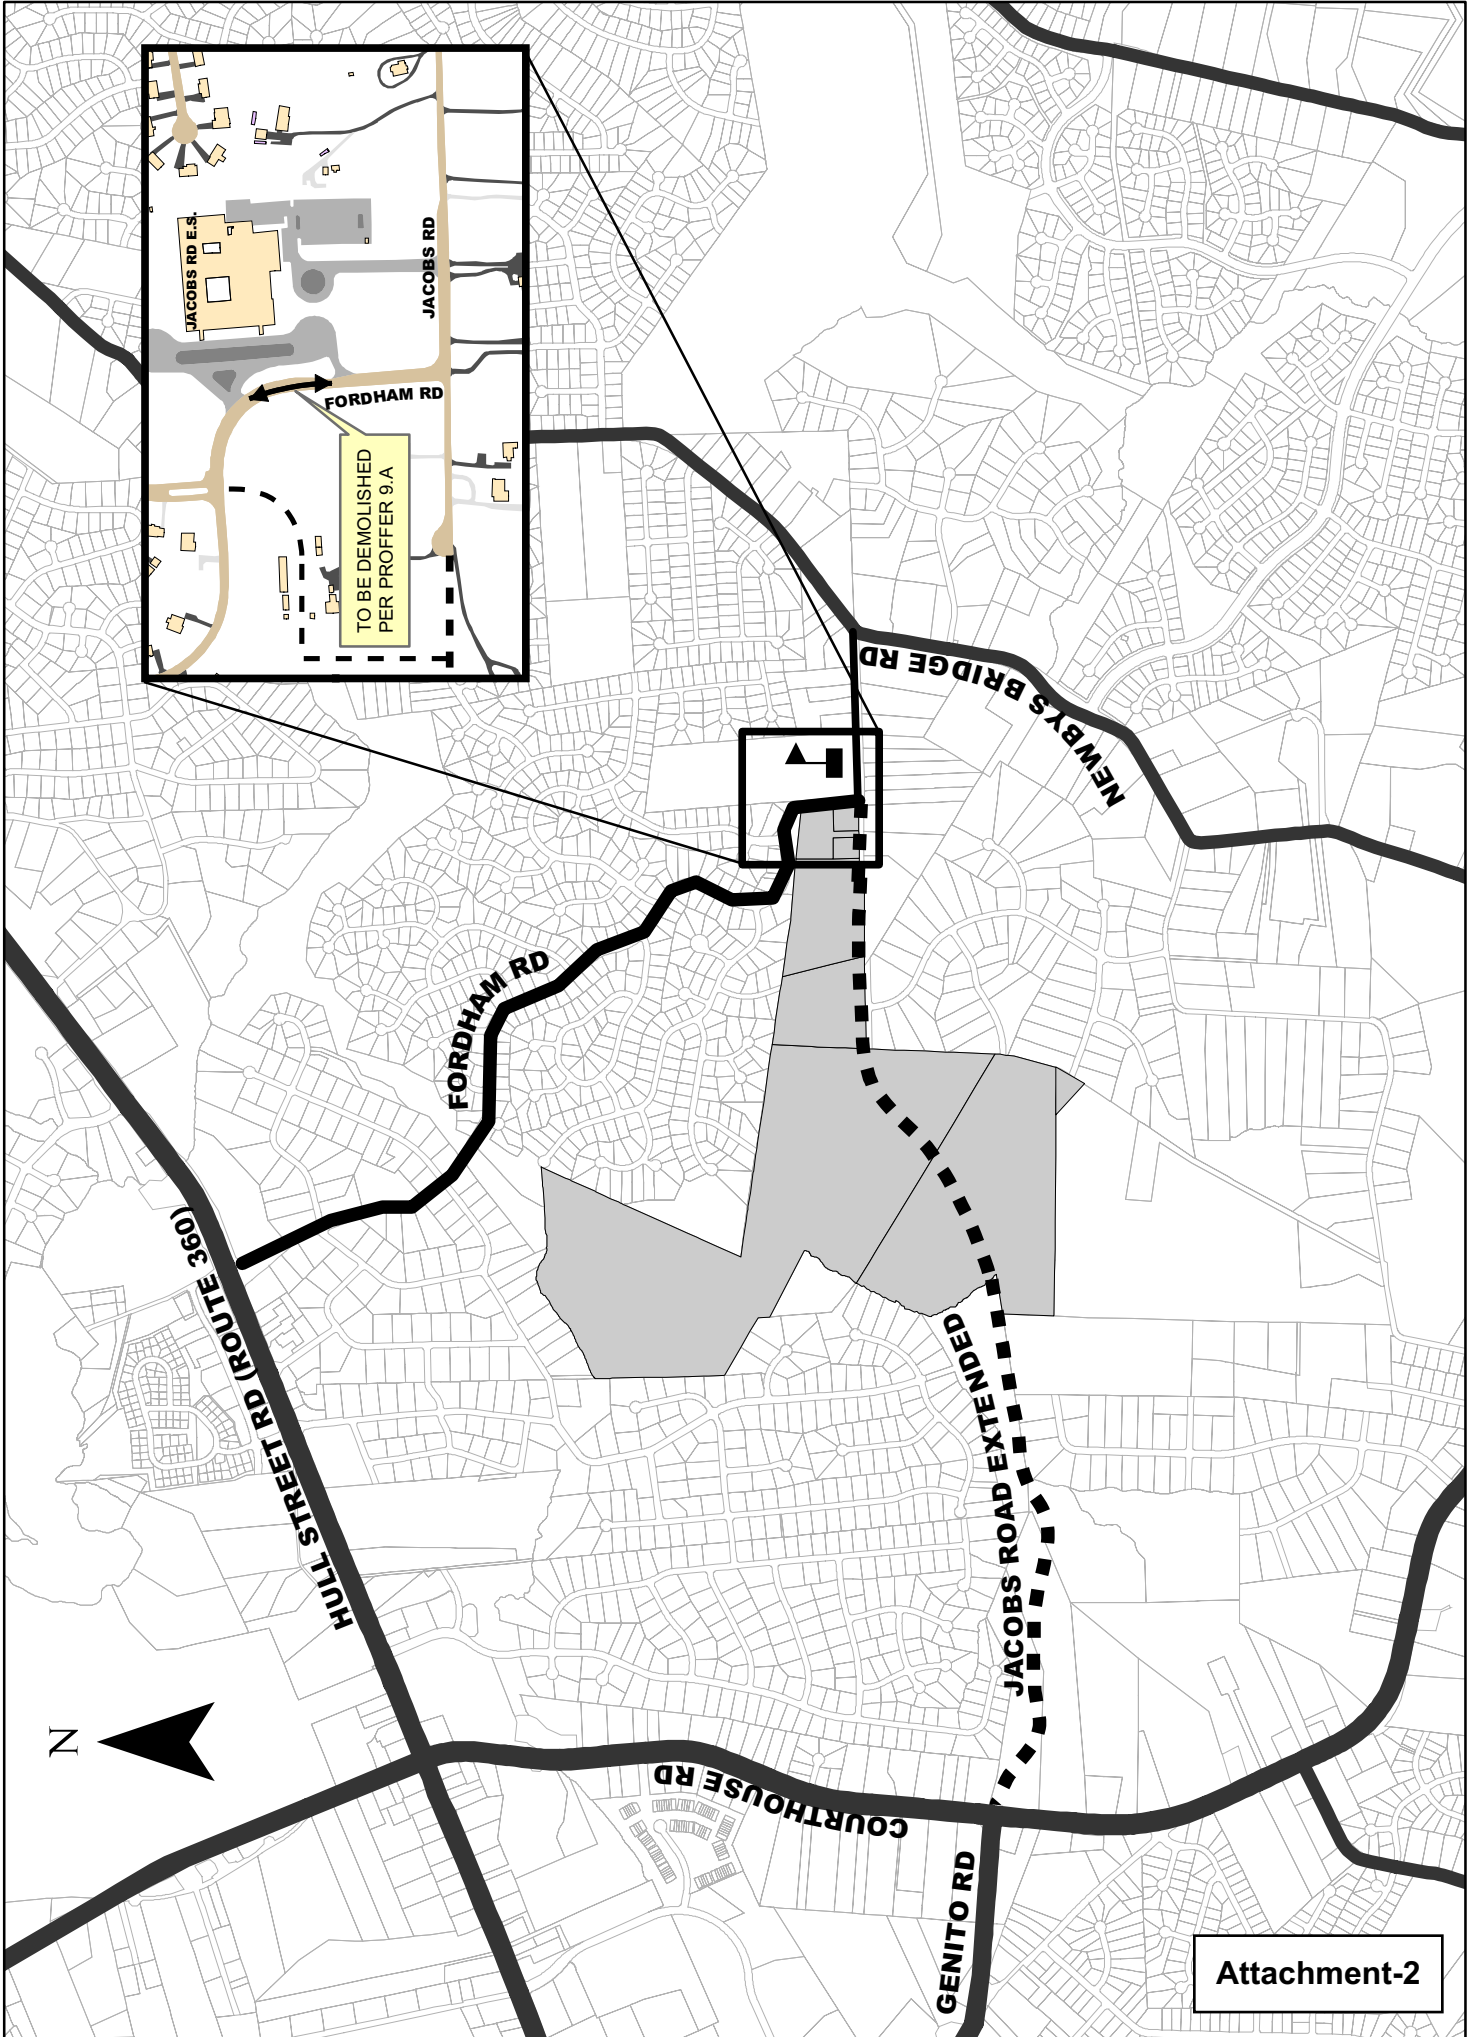 JACOBS RD E.S.
JACOBS RD
FORDHAM RD
TO BE DEMOLISHED
PER PROFFER 9.A
NEWBYS BRIDGE RD
FORDHAM RD
HULL STREET RD (ROUTE 360)
JACOBS ROAD EXTENDED
N
COURTHOUSE RD
GENITO RD
Attachment-2